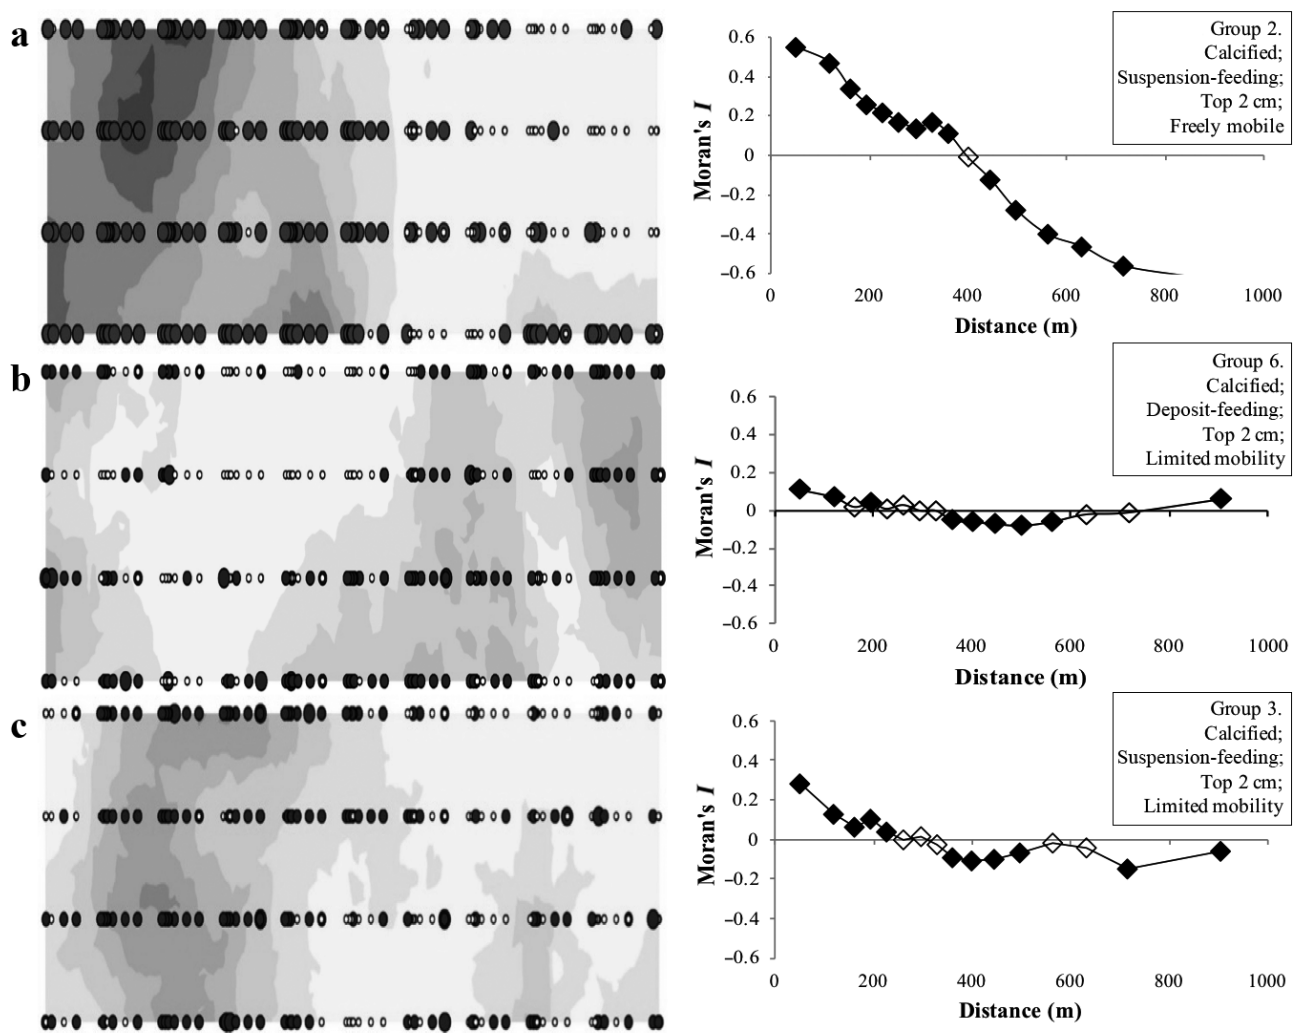 a
0.6
0.4
0.2
0
−0.2
−0.4
−0.6
Moran's I
0 200 400 600 800 1000
Distance (m)
Group 2.
Calcified;
Suspension-feeding;
Top 2 cm;
Freely mobile
b
0.6
0.4
0.2
0
−0.2
−0.4
−0.6
Moran's I
0 200 400 600 800 1000
Distance (m)
Group 6.
Calcified;
Deposit-feeding;
Top 2 cm;
Limited mobility
c
0.6
0.4
0.2
0
−0.2
−0.4
−0.6
Moran's I
0 200 400 600 800 1000
Distance (m)
Group 3.
Calcified;
Suspension-feeding;
Top 2 cm;
Limited mobility